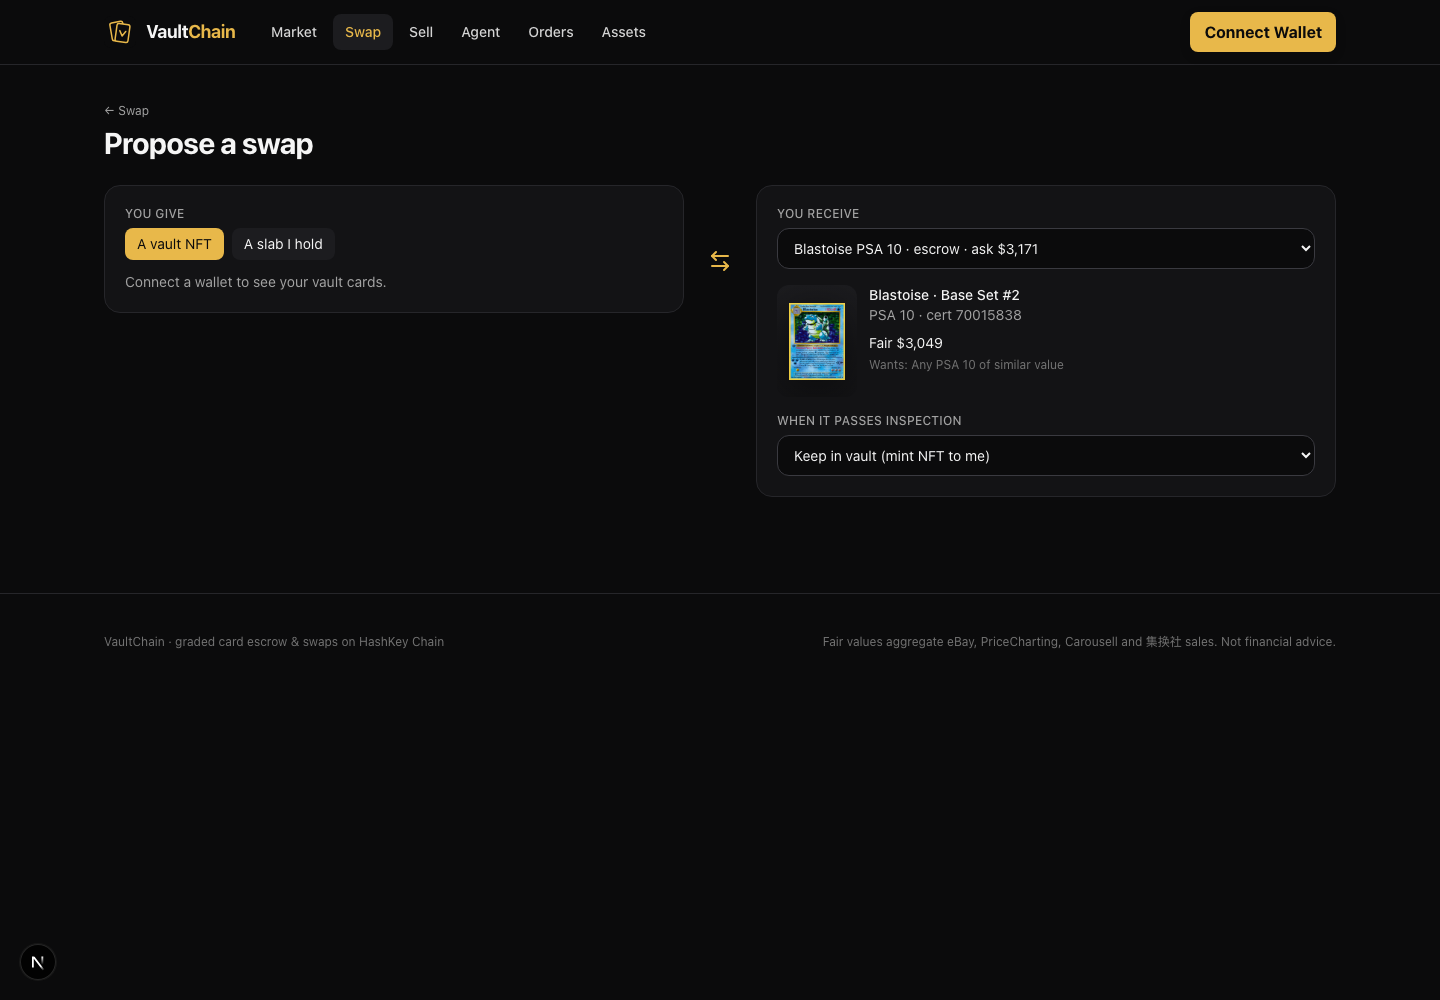 VaultChain
Market
Swap
Sell
Agent
Orders
Assets
Connect Wallet
← Swap
Propose a swap
YOU GIVE
A vault NFT
A slab I hold
Connect a wallet to see your vault cards.
YOU RECEIVE
Blastoise PSA 10 · escrow · ask $3,171
Blastoise · Base Set #2
PSA 10 · cert 70015838
Fair $3,049
Wants: Any PSA 10 of similar value
WHEN IT PASSES INSPECTION
Keep in vault (mint NFT to me)
VaultChain · graded card escrow & swaps on HashKey Chain
Fair values aggregate eBay, PriceCharting, Carousell and 集换社 sales. Not financial advice.
N